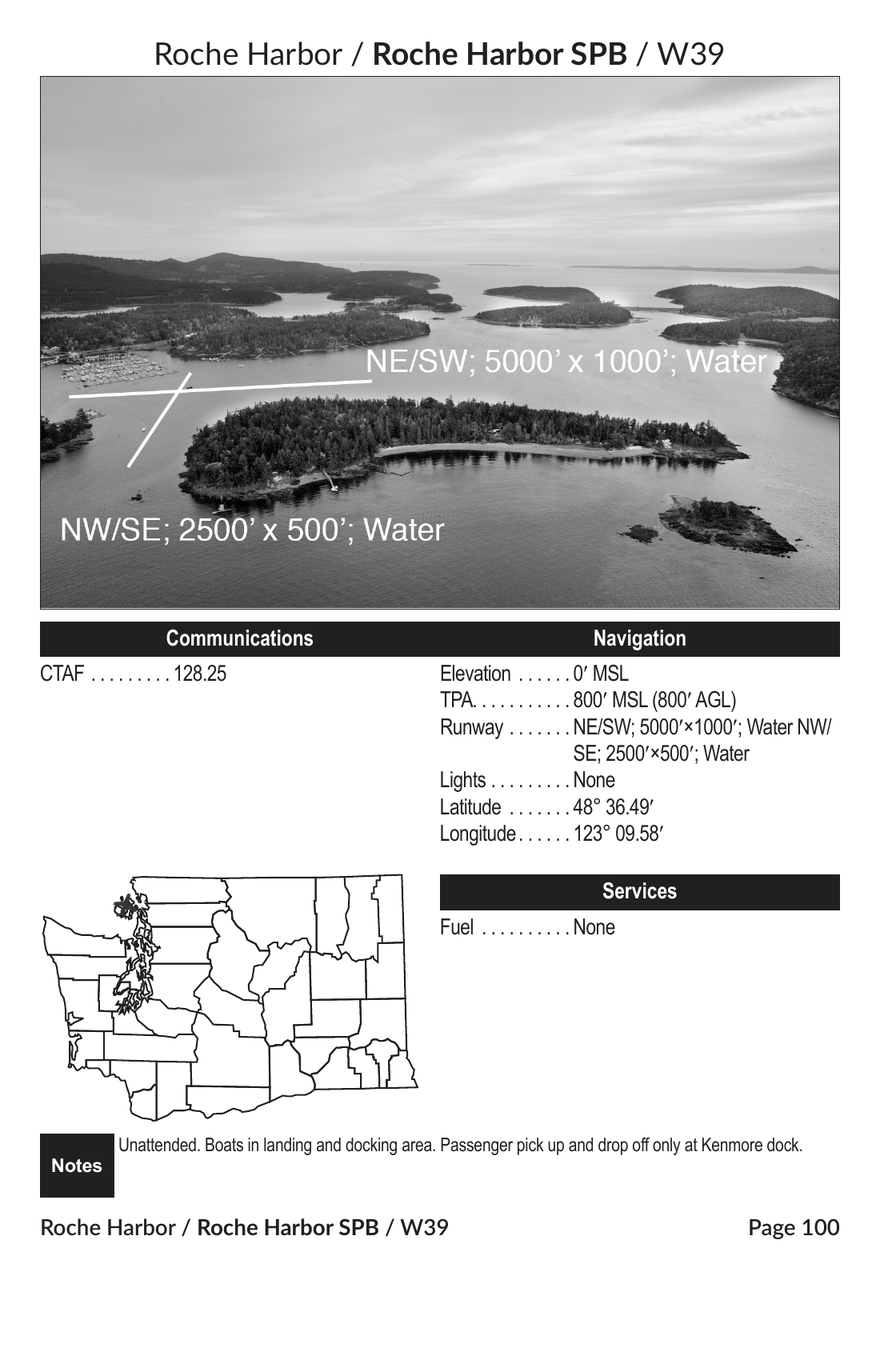 Roche Harbor / Roche Harbor SPB / W39
NE/SW; 5000’ x 1000’; Water
NW/SE; 2500’ x 500’; Water
Communications
CTAF . . . . . . . . . 128.25
Navigation
Elevation . . . . . . 0′ MSL
TPA. . . . . . . . . . . 800′ MSL (800′ AGL)
Runway . . . . . . . NE/SW; 5000′×1000′; Water NW/
SE; 2500′×500′; Water
Lights . . . . . . . . . None
Latitude . . . . . . . 48° 36.49′
Longitude . . . . . . 123° 09.58′
Services
Fuel . . . . . . . . . . None
Notes
Unattended. Boats in landing and docking area. Passenger pick up and drop off only at Kenmore dock.
Roche Harbor / Roche Harbor SPB / W39
Page 100